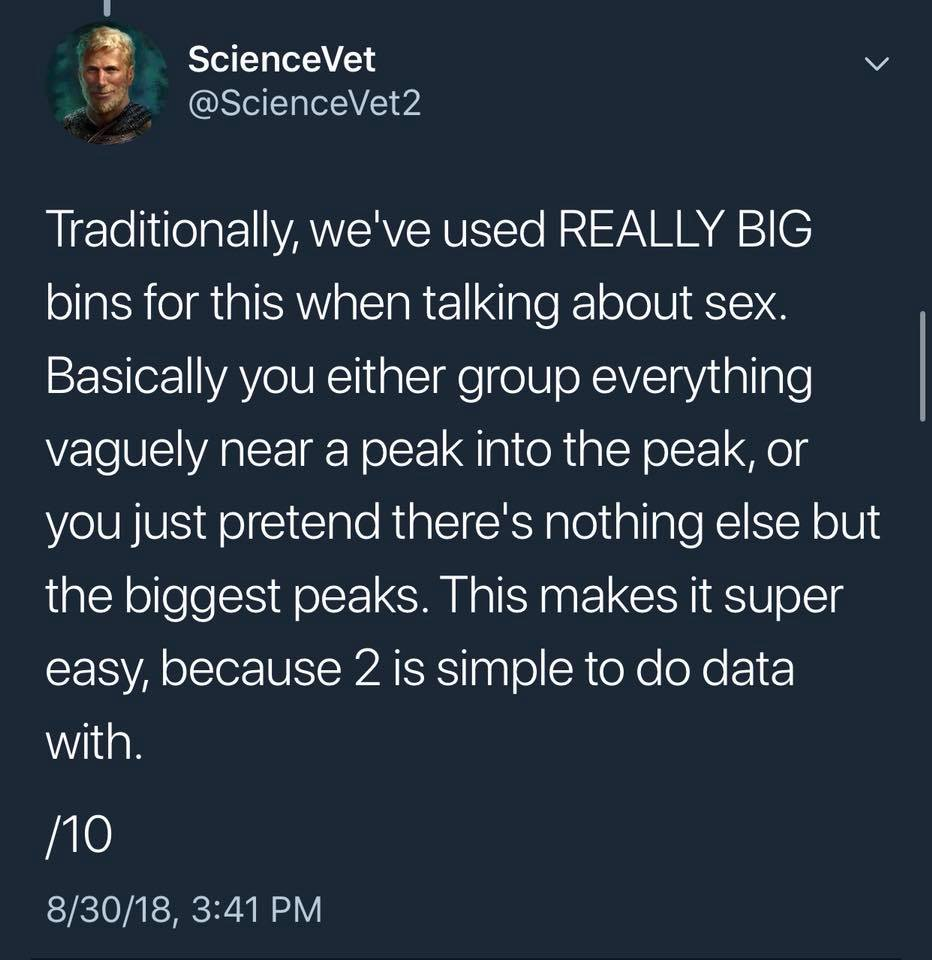 ScienceVet
@ScienceVet2
Traditionally, we've used REALLY BIG
bins for this when talking about sex.
Basically you either group everything
vaguely near a peak into the peak, or
you just pretend there's nothing else but
the biggest peaks. This makes it super
easy, because 2 is simple to do data
with.
/10
8/30/18, 3:41 PM